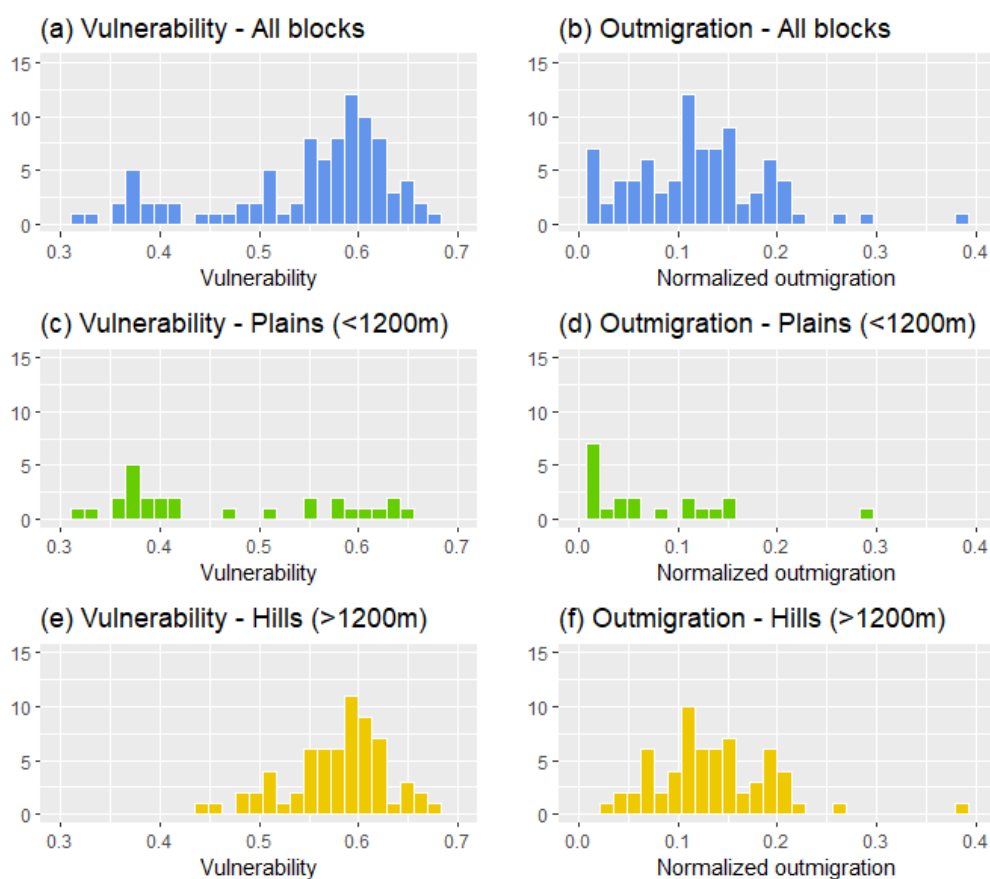 (a) Vulnerability - All blocks
15
10
5
0
0.3 0.4 0.5 0.6 0.7
Vulnerability
(b) Outmigration - All blocks
15
10
5
0
0.0 0.1 0.2 0.3 0.4
Normalized outmigration
(c) Vulnerability - Plains (<1200m)
15
10
5
0
0.3 0.4 0.5 0.6 0.7
Vulnerability
(d) Outmigration - Plains (<1200m)
15
10
5
0
0.0 0.1 0.2 0.3 0.4
Normalized outmigration
(e) Vulnerability - Hills (>1200m)
15
10
5
0
0.3 0.4 0.5 0.6 0.7
Vulnerability
(f) Outmigration - Hills (>1200m)
15
10
5
0
0.0 0.1 0.2 0.3 0.4
Normalized outmigration